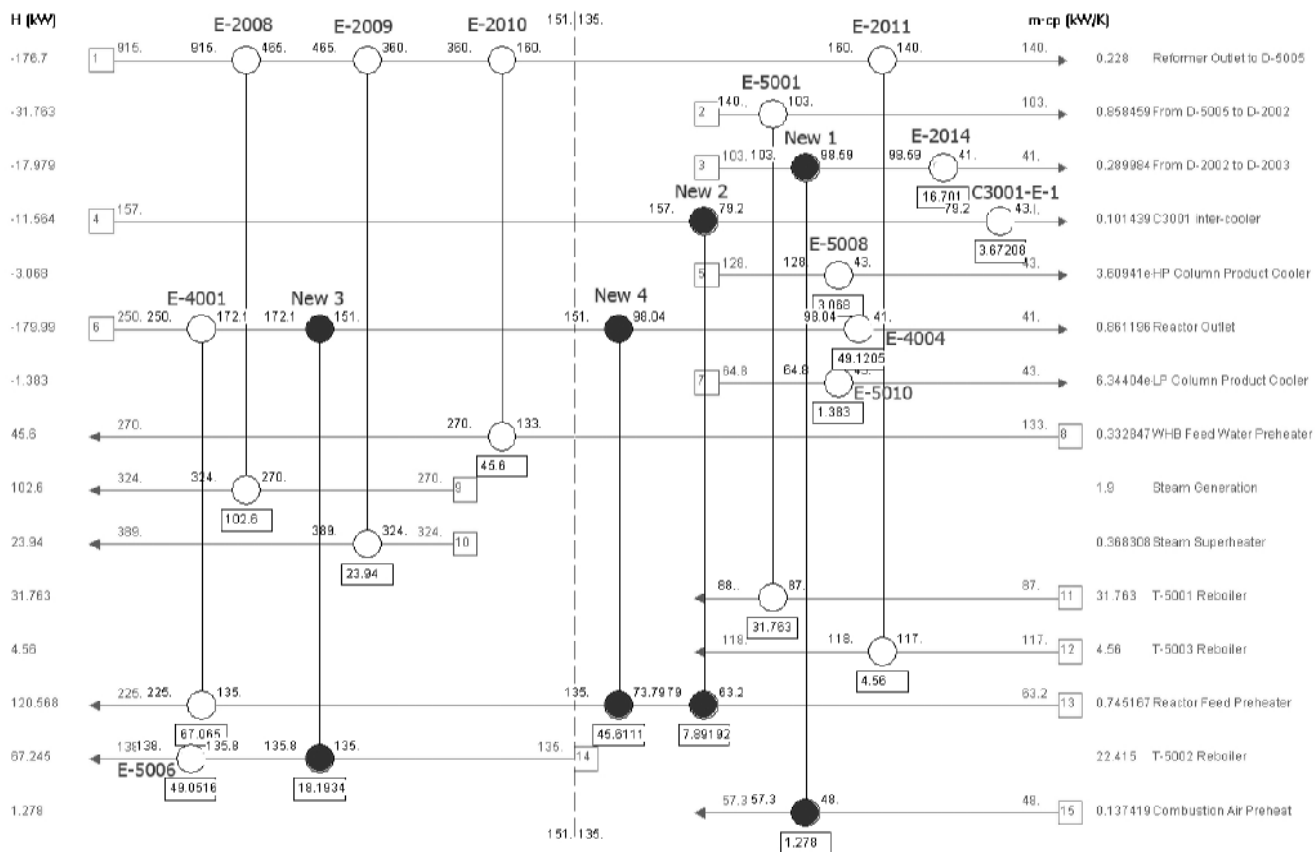 H (kW) E-2008 E-2009 E-2010 151. 135. E-2011 m·cp (kW/K)
-176.7 1 915. 915. 465. 465. 360. 360. 160. 160. 140. 140. 0.228 Reformer Outlet to D-5005
E-5001
-31.763 2 140. 103. 103. 0.858459 From D-5005 to D-2002
New 1 E-2014
-17.979 3 103. 103. 98.59 98.59 41. 41. 0.289984 From D-2002 to D-2003
16.701
New 2 C3001-E-1
-11.564 4 157. 157. 79.2 79.2 43. 0.101439 C3001 inter-cooler
3.67208
E-5008
-3.068 5 128. 128. 43. 43. 3.60941e- HP Column Product Cooler
3.068
E-4001 New 3 New 4
-179.99 6 250. 250. 172.1 172.1 151. 151. 98.04 98.04 41. 41. 0.861196 Reactor Outlet
E-4004
49.1205
-1.383 7 64.8 64.8 43. 43. 6.34404e- LP Column Product Cooler
E-5010
1.383
45.6 270. 270. 133. 133. 8 0.332847 WHB Feed Water Preheater
45.6
102.6 324. 324. 270. 270. 9 1.9 Steam Generation
102.6
23.94 389. 389. 324. 324. 10 0.368308 Steam Superheater
23.94
31.763 88. 87. 87. 11 31.763 T-5001 Reboiler
31.763
4.56 118. 118. 117. 117. 12 4.56 T-5003 Reboiler
4.56
120.568 225. 225. 135. 135. 73.7979 63.2 63.2 13 0.745167 Reactor Feed Preheater
67.065 45.6111 7.89192
67.245 138. 138. 135.8 135.8 135. 135. 14 22.415 T-5002 Reboiler
E-5006
49.0516 18.1934
1.278 57.3 57.3 48. 48. 15 0.137419 Combustion Air Preheat
1.278
151. 135.